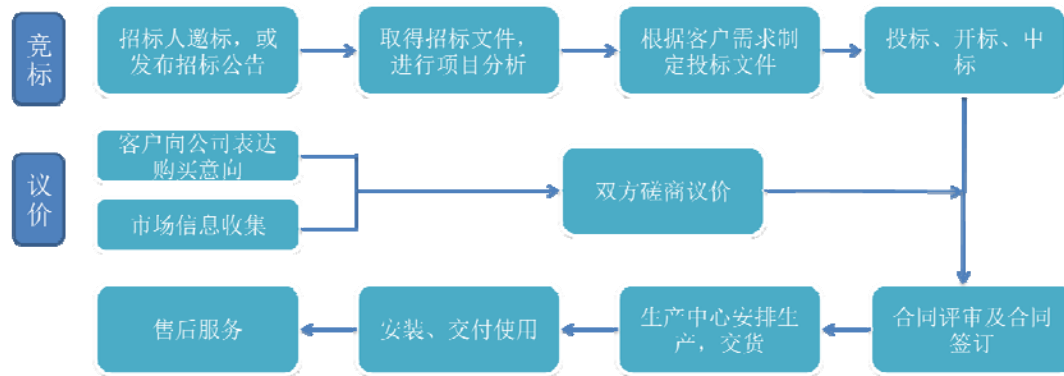 竞
标
招标人邀标，或
发布招标公告
取得招标文件，
进行项目分析
根据客户需求制
定投标文件
投标、开标、中
标
议
价
客户向公司表达
购买意向
市场信息收集
双方磋商议价
售后服务
安装、交付使用
生产中心安排生
产，交货
合同评审及合同
签订